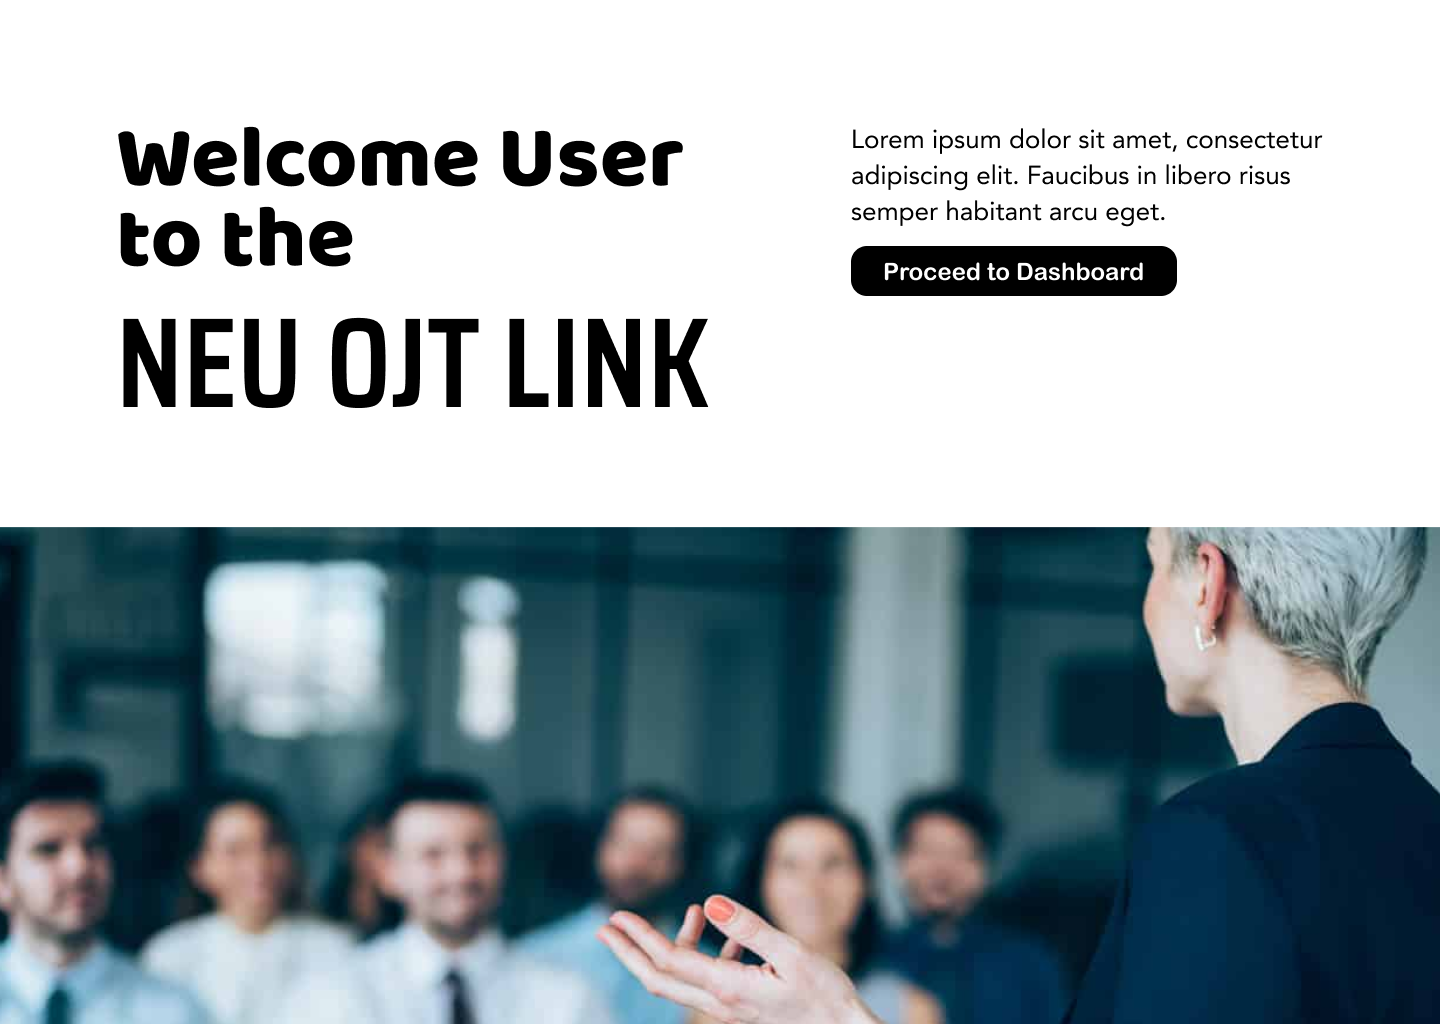 Welcome User
to the
NEU OJT LINK
Lorem ipsum dolor sit amet, consectetur
adipiscing elit. Faucibus in libero risus
semper habitant arcu eget.
Proceed to Dashboard